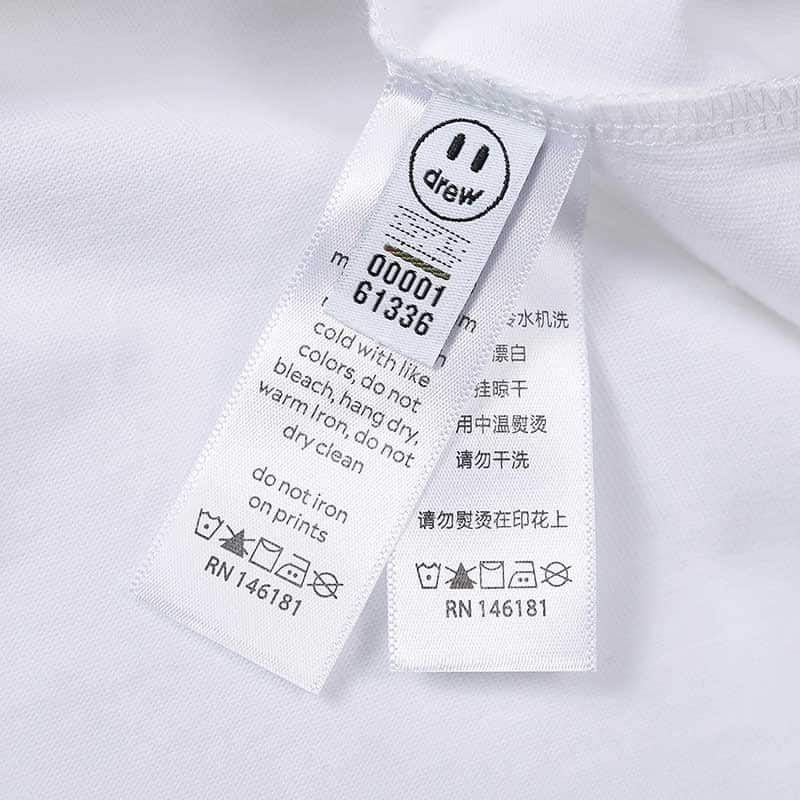 drew
00001
61336
m
m
cold with like
colors, do not
bleach, hang dry,
warm Iron, do not
dry clean
do not iron
on prints
RN 146181
冷水机洗
漂白
挂晾干
用中温熨烫
请勿干洗
请勿熨烫在印花上
RN 146181